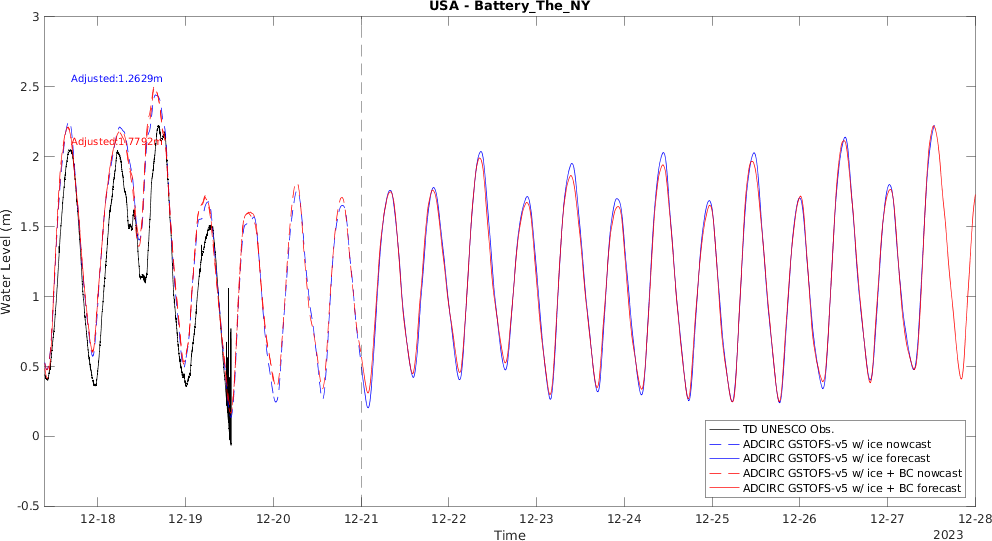 USA - Battery_The_NY
Adjusted:1.2629m
Adjusted:1.7792m
Water Level (m)
3
2.5
2
1.5
1
0.5
0
-0.5
TD UNESCO Obs.
ADCIRC GSTOFS-v5 w/ ice nowcast
ADCIRC GSTOFS-v5 w/ ice forecast
ADCIRC GSTOFS-v5 w/ ice + BC nowcast
ADCIRC GSTOFS-v5 w/ ice + BC forecast
12-18 12-19 12-20 12-21 12-22 12-23 12-24 12-25 12-26 12-27 12-28
Time
2023